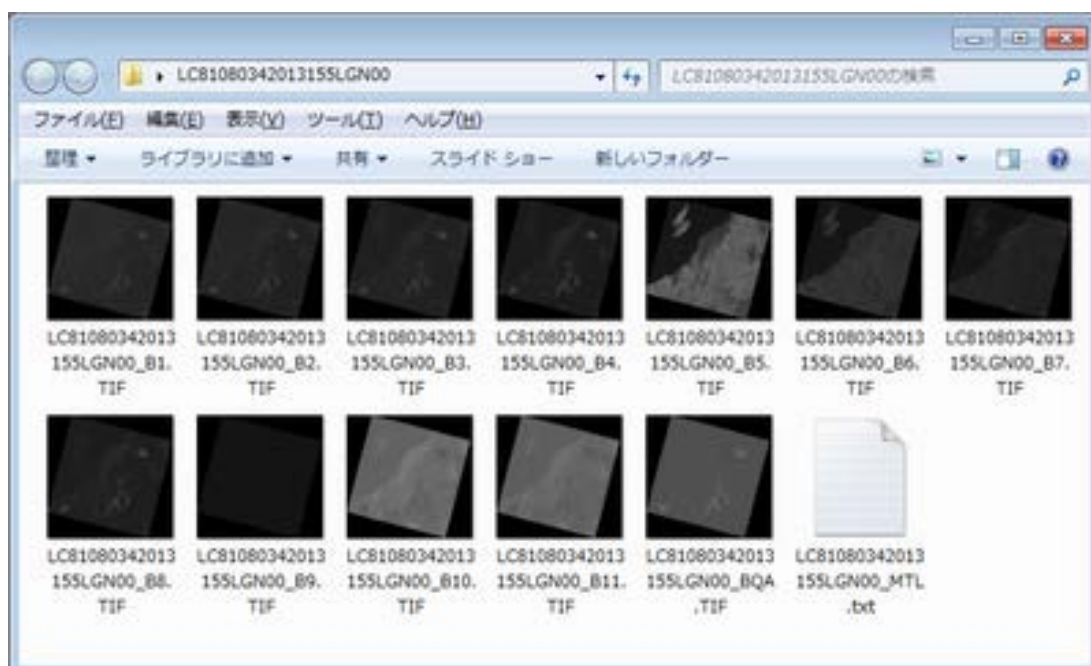 LC81080342013155LGN00
LC81080342013155LGN00の検索
ファイル(F) 編集(E) 表示(V) ツール(T) ヘルプ(H)
整理 ライブラリに追加 共有 スライド ショー 新しいフォルダー
LC81080342013 LC81080342013 LC81080342013 LC81080342013 LC81080342013 LC81080342013 LC81080342013
155LGN00_B1. 155LGN00_B2. 155LGN00_B3. 155LGN00_B4. 155LGN00_B5. 155LGN00_B6. 155LGN00_B7.
TIF TIF TIF TIF TIF TIF TIF
LC81080342013 LC81080342013 LC81080342013 LC81080342013 LC81080342013 LC81080342013
155LGN00_B8. 155LGN00_B9. 155LGN00_B10. 155LGN00_B11. 155LGN00_BQA 155LGN00_MTL
TIF TIF TIF TIF .TIF .txt